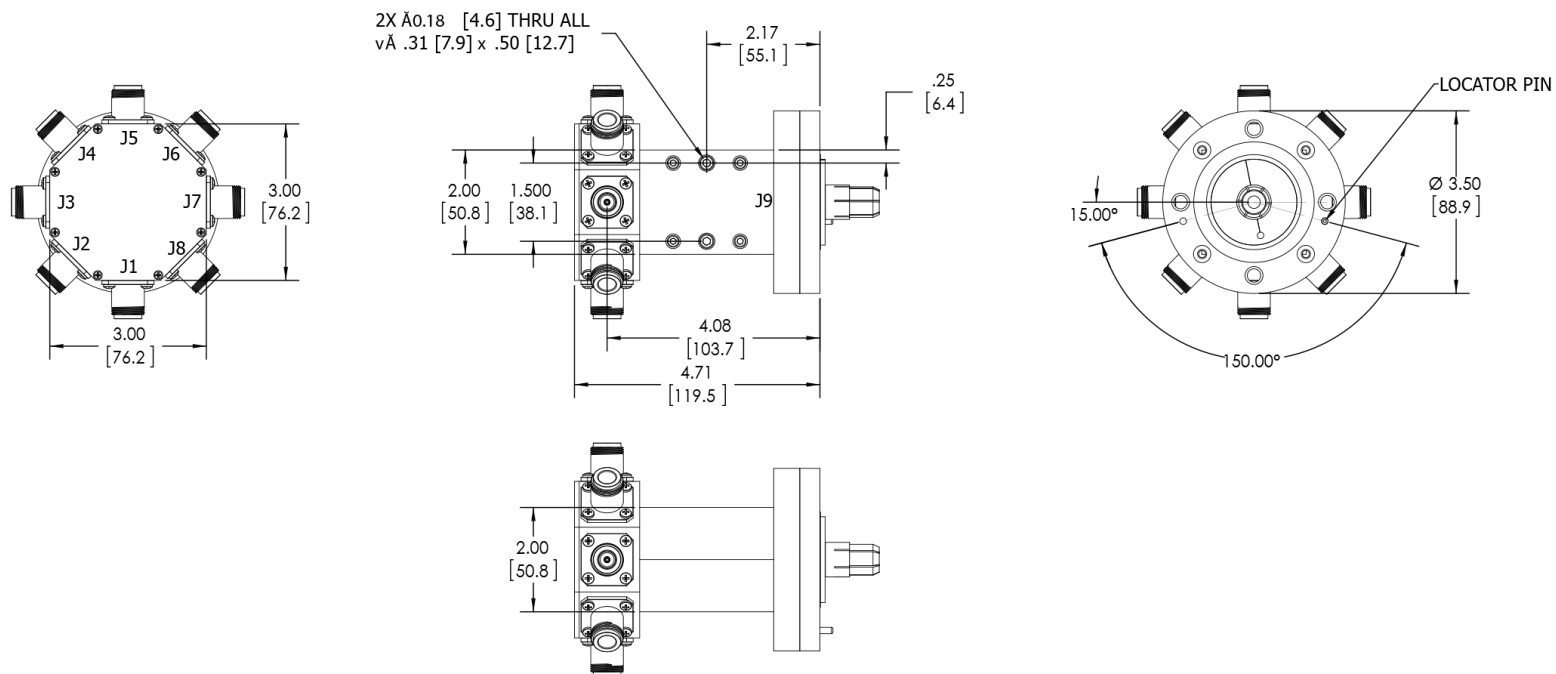 2X Ă0.18 [4.6] THRU ALL
vĂ .31 [7.9] x .50 [12.7]
2.17
[55.1]
.25
[6.4]
LOCATOR PIN
J5
J4
J6
J3
J7
J2
J8
J1
3.00
[76.2]
3.00
[76.2]
2.00
[50.8]
1.500
[38.1]
J9
4.08
[103.7]
4.71
[119.5]
15.00°
Ø 3.50
[88.9]
150.00°
2.00
[50.8]